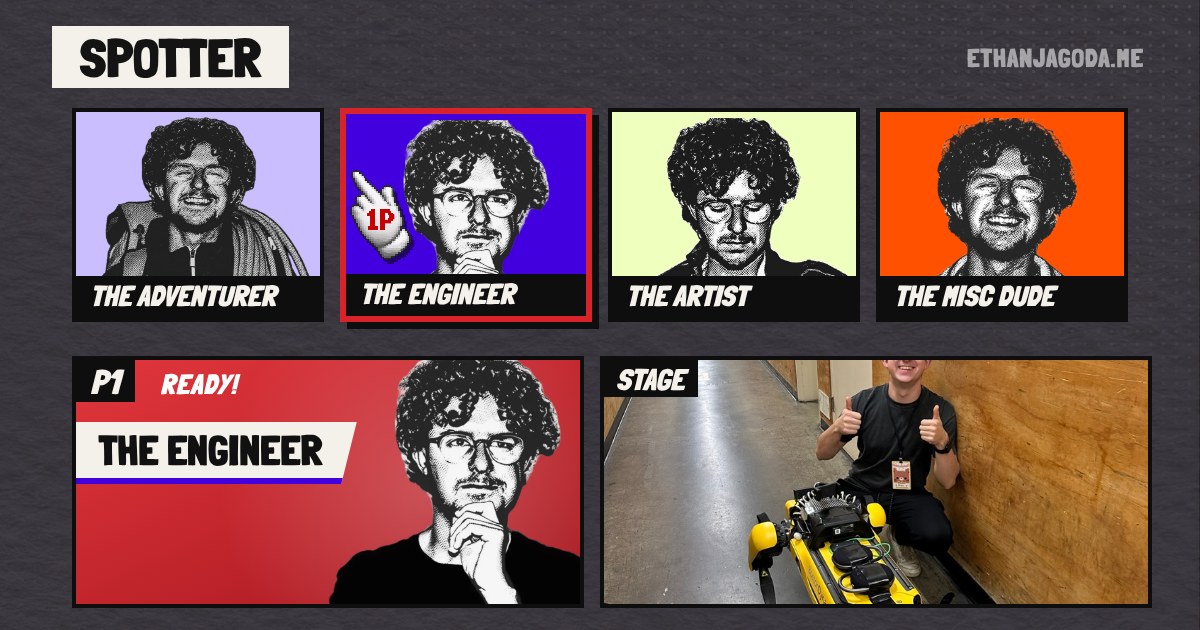 SPOTTER
ETHANJAGODA.ME
1P
THE ADVENTURER
THE ENGINEER
THE ARTIST
THE MISC DUDE
P1
READY!
THE ENGINEER
STAGE